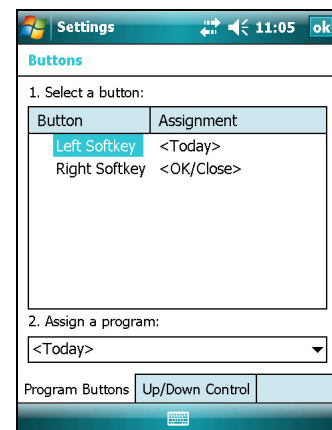 Settings 11:05 ok
Buttons
1. Select a button:
Button Assignment
Left Softkey <Today>
Right Softkey <OK/Close>
2. Assign a program:
<Today>
Program Buttons Up/Down Control